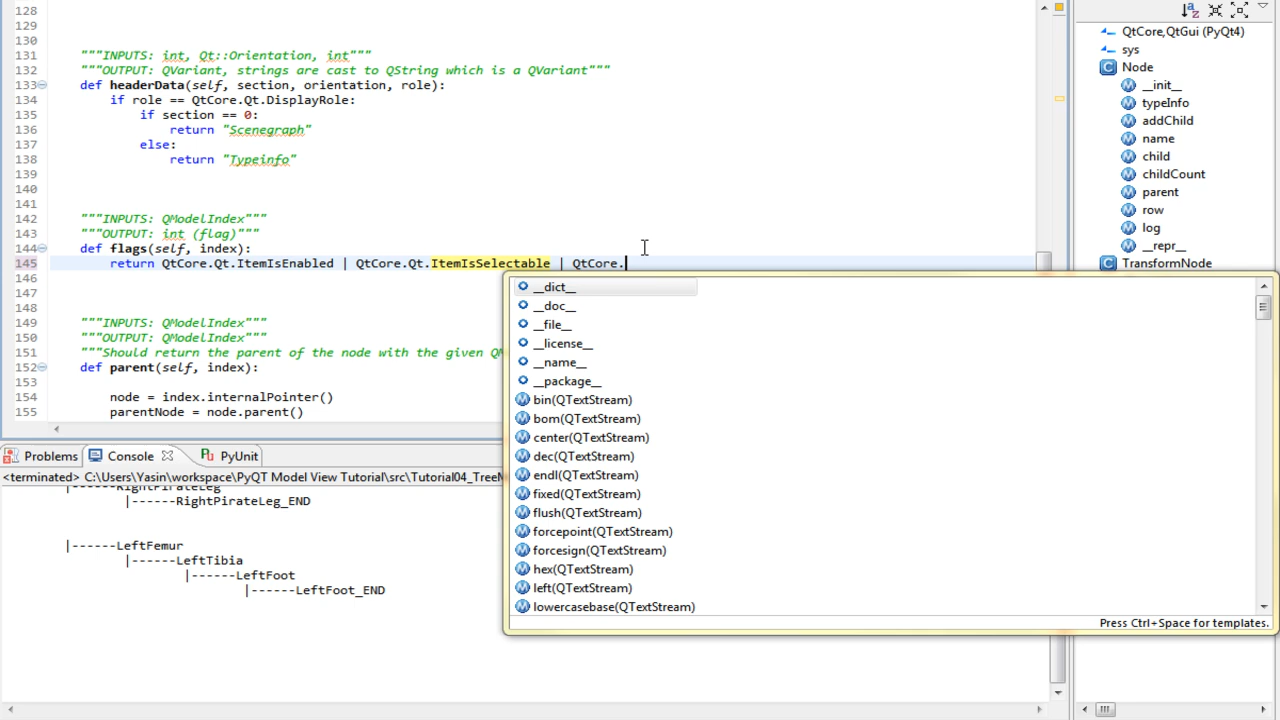 128
129
130
131 """INPUTS: int, Qt::Orientation, int"""
132 """OUTPUT: QVariant, strings are cast to QString which is a QVariant"""
133 def headerData(self, section, orientation, role):
134 if role == QtCore.Qt.DisplayRole:
135 if section == 0:
136 return "Scenegraph"
137 else:
138 return "Typeinfo"
139
140
141
142 """INPUTS: QModelIndex"""
143 """OUTPUT: int (flag)"""
144 def flags(self, index):
145 return QtCore.Qt.ItemIsEnabled | QtCore.Qt.ItemIsSelectable | QtCore.
146
147
148
149 """INPUTS: QModelIndex"""
150 """OUTPUT: QModelIndex"""
151 """Should return the parent of the node with the given QM
152 def parent(self, index):
153
154 node = index.internalPointer()
155 parentNode = node.parent()
__dict__
__doc__
__file__
__license__
__name__
__package__
bin(QTextStream)
bom(QTextStream)
center(QTextStream)
dec(QTextStream)
endl(QTextStream)
fixed(QTextStream)
flush(QTextStream)
forcepoint(QTextStream)
forcesign(QTextStream)
hex(QTextStream)
left(QTextStream)
lowercasebase(QTextStream)
Press Ctrl+Space for templates.
QtCore,QtGui (PyQt4)
sys
Node
__init__
typeInfo
addChild
name
child
childCount
parent
row
log
__repr__
TransformNode
Problems Console PyUnit
<terminated> C:\Users\Yasin\workspace\PyQT Model View Tutorial\src\Tutorial04_TreeM
|------RightPirateLeg
|------RightPirateLeg_END
|------LeftFemur
|------LeftTibia
|------LeftFoot
|------LeftFoot_END